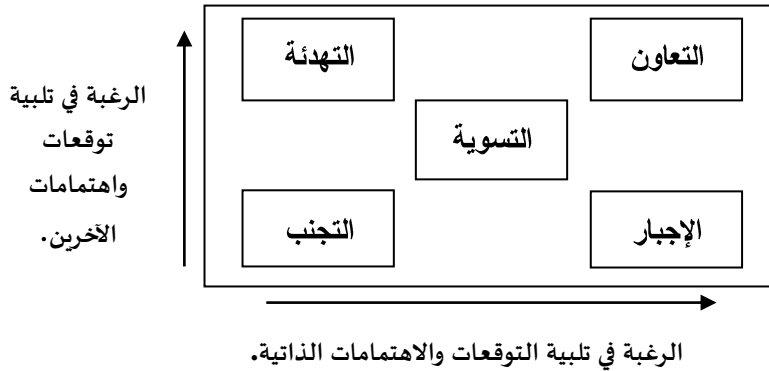 التعاون
التهدئة
الرغبة في تلبية
توقعات
واهتمامات
الآخرين.
التسوية
الإجبار
التجنب
الرغبة في تلبية التوقعات والاهتمامات الذاتية.